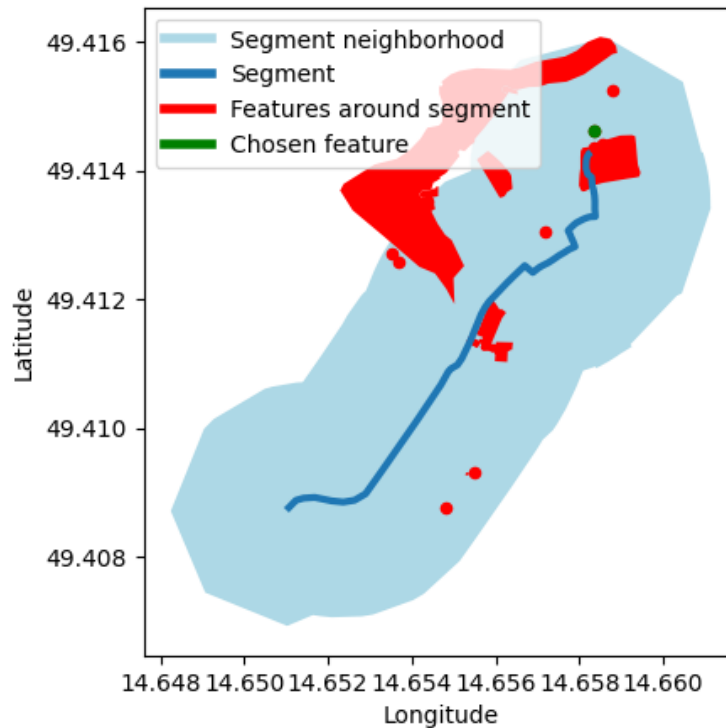 Segment neighborhood
Segment
Features around segment
Chosen feature
49.416
49.414
49.412
49.410
49.408
Latitude
14.648 14.650 14.652 14.654 14.656 14.658 14.660
Longitude